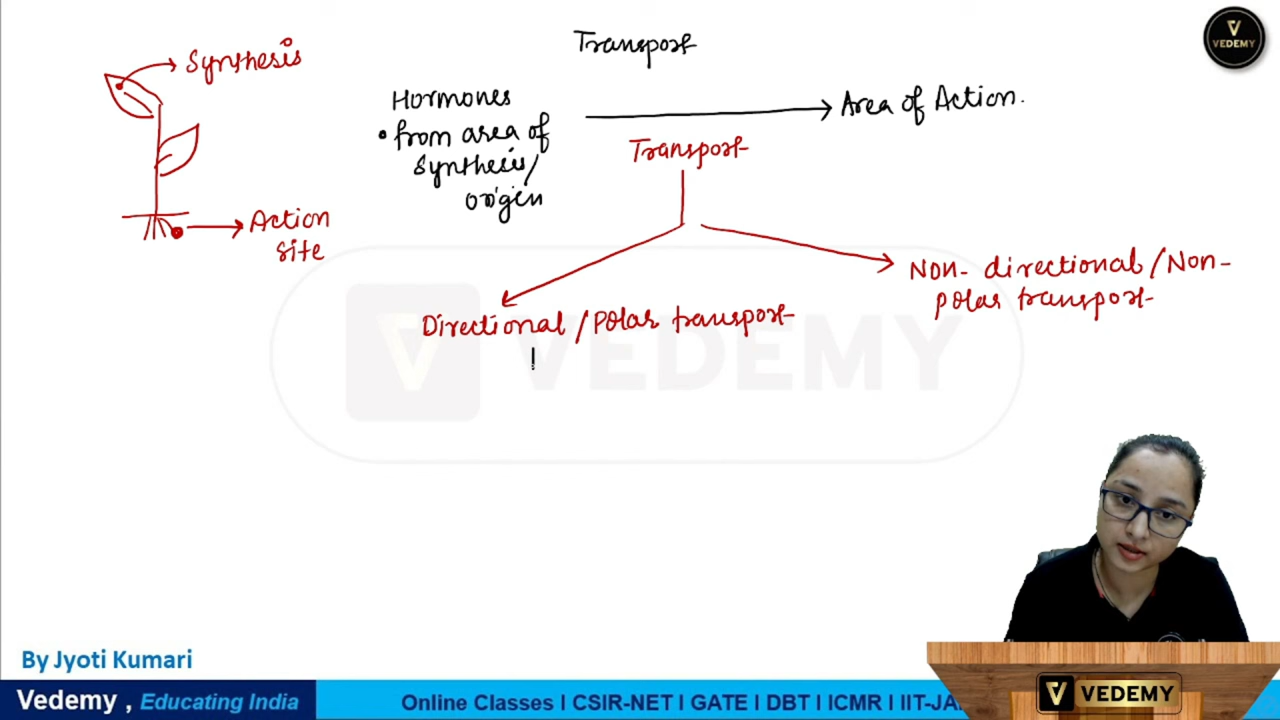 Transport
Synthesis
Hormones
• from area of
synthesis/
origin
Area of Action.
Transport
Action
site
Non-directional/Non-
polar transport
Directional/Polar transport
VEDEMY
VEDEMY
By Jyoti Kumari
VEDEMY
Vedemy , Educating India
Online Classes I CSIR-NET I GATE I DBT I ICMR I IIT-JA